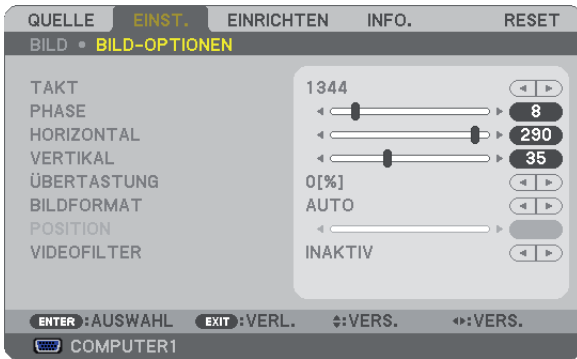 QUELLE EINST. EINRICHTEN INFO. RESET
BILD • BILD-OPTIONEN
TAKT 1344
PHASE 8
HORIZONTAL 290
VERTIKAL 35
ÜBERTASTUNG 0[%]
BILDFORMAT AUTO
POSITION
VIDEOFILTER INAKTIV
ENTER :AUSWAHL EXIT :VERL. :VERS. :VERS.
COMPUTER1